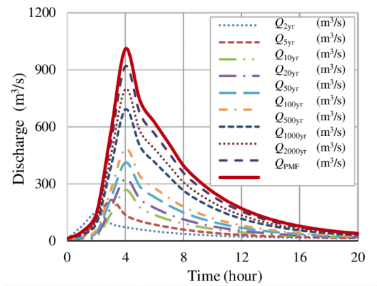 1200
900
600
300
0
Discharge (m³/s)
Q2yr (m³/s)
Q5yr (m³/s)
Q10yr (m³/s)
Q20yr (m³/s)
Q50yr (m³/s)
Q100yr (m³/s)
Q500yr (m³/s)
Q1000yr (m³/s)
Q2000yr (m³/s)
QPMF (m³/s)
0 4 8 12 16 20
Time (hour)